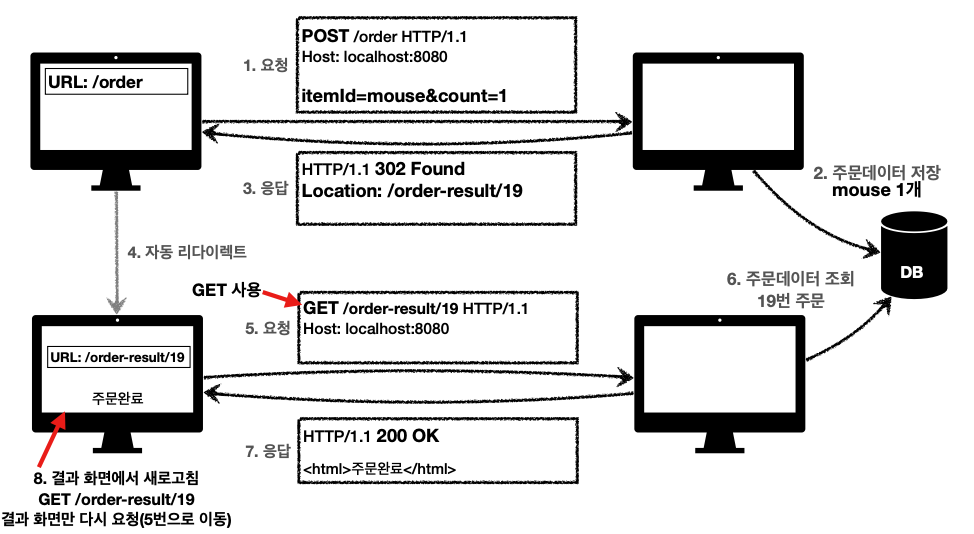 POST /order HTTP/1.1
1. 요청
Host: localhost:8080
URL: /order
itemId=mouse&count=1
HTTP/1.1 302 Found
3. 응답
Location: /order-result/19
2. 주문데이터 저장
mouse 1개
4. 자동 리다이렉트
DB
6. 주문데이터 조회
19번 주문
GET 사용
GET /order-result/19 HTTP/1.1
5. 요청
Host: localhost:8080
URL: /order-result/19
주문완료
HTTP/1.1 200 OK
7. 응답
<html>주문완료</html>
8. 결과 화면에서 새로고침
GET /order-result/19
결과 화면만 다시 요청(5번으로 이동)